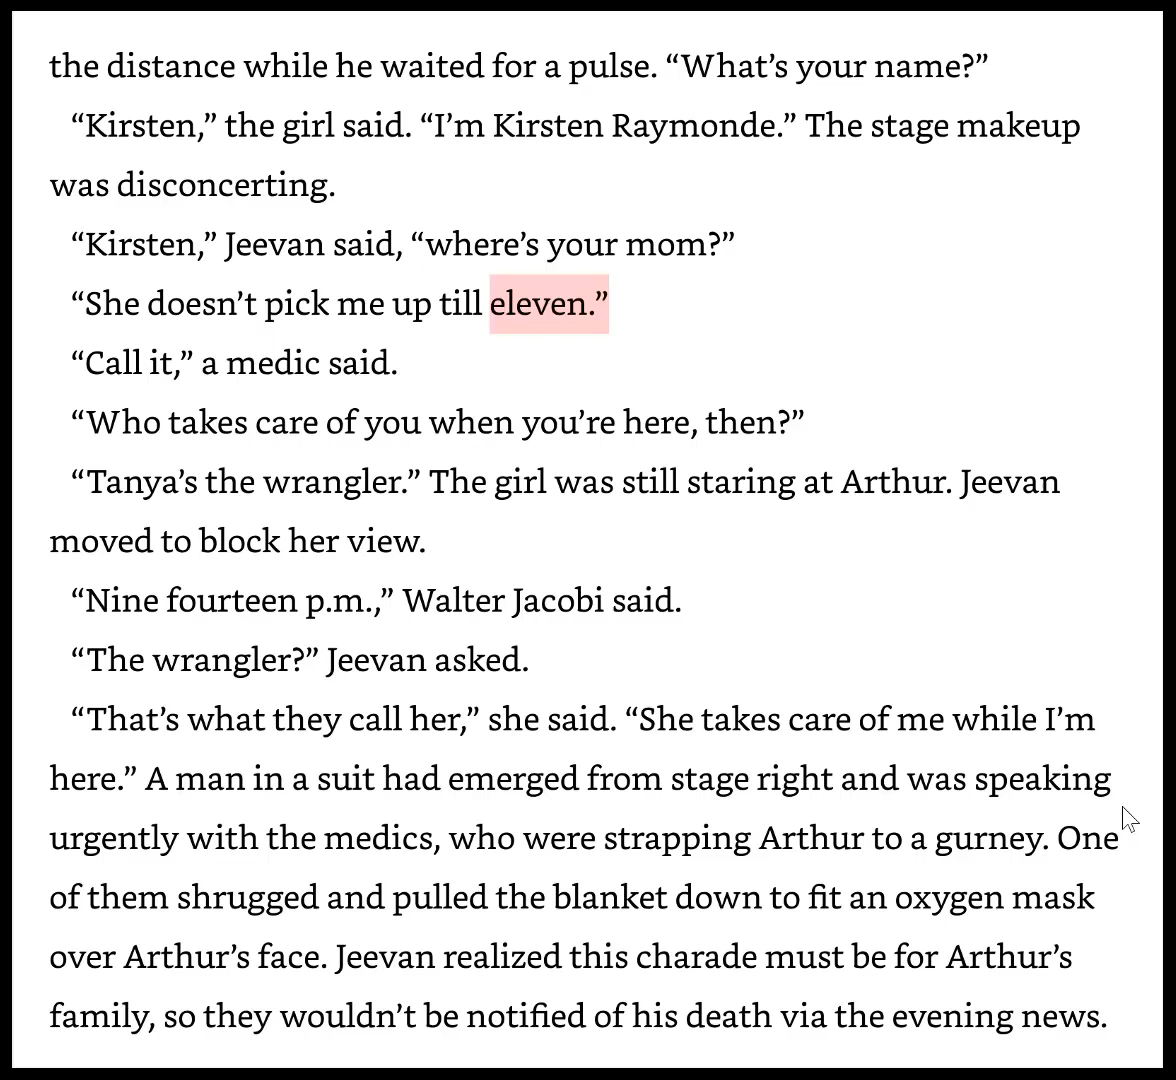 the distance while he waited for a pulse. “What’s your name?”
“Kirsten,” the girl said. “I’m Kirsten Raymonde.” The stage makeup
was disconcerting.
“Kirsten,” Jeevan said, “where’s your mom?”
“She doesn’t pick me up till eleven.”
“Call it,” a medic said.
“Who takes care of you when you’re here, then?”
“Tanya’s the wrangler.” The girl was still staring at Arthur. Jeevan
moved to block her view.
“Nine fourteen p.m.,” Walter Jacobi said.
“The wrangler?” Jeevan asked.
“That’s what they call her,” she said. “She takes care of me while I’m
here.” A man in a suit had emerged from stage right and was speaking
urgently with the medics, who were strapping Arthur to a gurney. One
of them shrugged and pulled the blanket down to fit an oxygen mask
over Arthur’s face. Jeevan realized this charade must be for Arthur’s
family, so they wouldn’t be notified of his death via the evening news.